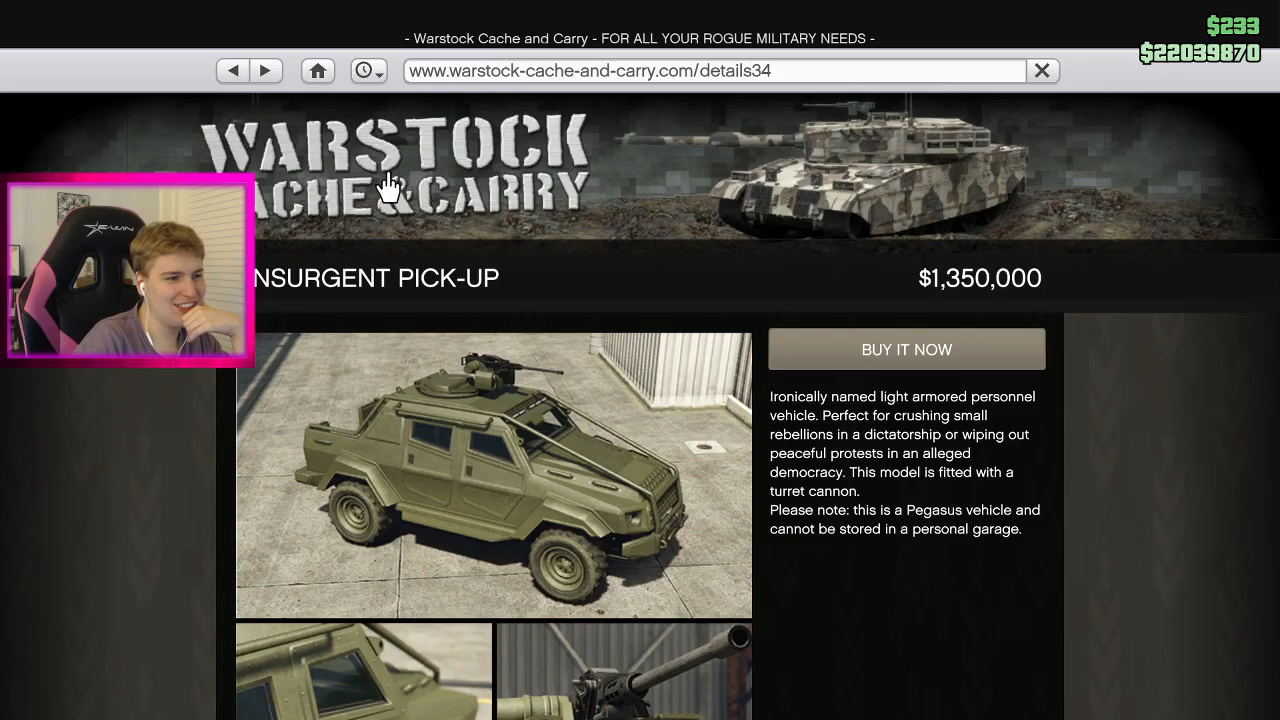 $233
- Warstock Cache and Carry - FOR ALL YOUR ROGUE MILITARY NEEDS -
$22039870
www.warstock-cache-and-carry.com/details34
WARSTOCK
ACHE&CARRY
NSURGENT PICK-UP
$1,350,000
BUY IT NOW
Ironically named light armored personnel
vehicle. Perfect for crushing small
rebellions in a dictatorship or wiping out
peaceful protests in an alleged
democracy. This model is fitted with a
turret cannon.
Please note: this is a Pegasus vehicle and
cannot be stored in a personal garage.